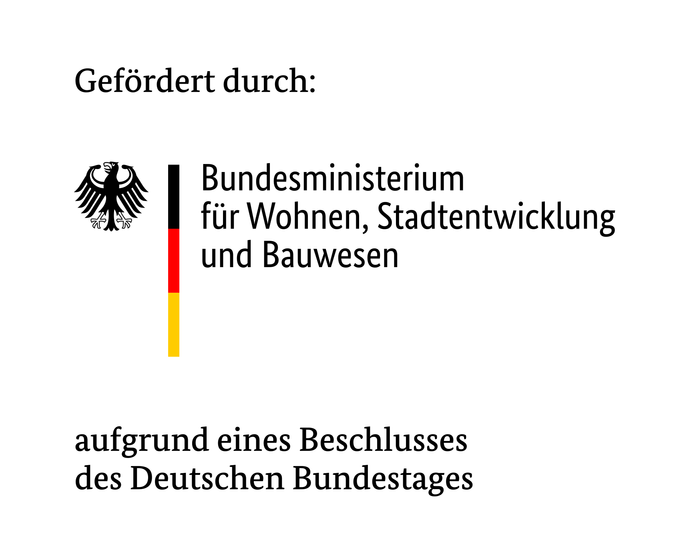 Gefördert durch:
Bundesministerium
für Wohnen, Stadtentwicklung
und Bauwesen
aufgrund eines Beschlusses
des Deutschen Bundestages